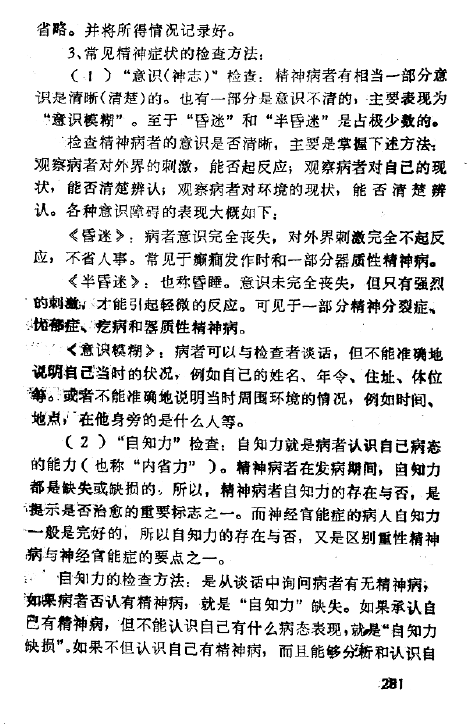 省略。并将所得情况记录好。
3、常见精神症状的检查方法：
（1）“意识(神志)”检查：精神病者有相当一部分意
识是清晰(清楚)的。也有一部分是意识不清的，主要表现为
“意识模糊”。至于“昏迷”和“半昏迷”是占极少数的。
检查精神病者的意识是否清晰，主要是掌握下述方法：
观察病者对外界的刺激，能否起反应；观察病者对自己的现
状，能否清楚辨认；观察病者对环境的现状，能否清楚辨
认。各种意识障碍的表现大概如下：
《昏迷》：病者意识完全丧失，对外界刺激完全不起反
应，不省人事。常见于癫痫发作时和一部分器质性精神病。
《半昏迷》：也称昏睡。意识未完全丧失，但只有强烈
的刺激，才能引起轻微的反应。可见于一部分精神分裂症、
忧郁症、疟病和器质性精神病。
《意识模糊》：病者可以与检查者谈话，但不能准确地
说明自己当时的状况，例如自己的姓名、年令、住址、体位
等。或者不能准确地说明当时周围环境的情况，例如时间、
地点，在他身旁的是什么人等。
（2）“自知力”检查：自知力就是病者认识自己病态
的能力（也称“内省力”）。精神病者在发病期间，自知力
都是缺失或缺损的。所以，精神病者自知力的存在与否，是
提示是否治愈的重要标志之一。而神经官能症的病人自知力
一般是完好的，所以自知力的存在与否，又是区别重性精神
病与神经官能症的要点之一。
自知力的检查方法：是从谈话中询问病者有无精神病，
如果病者否认有精神病，就是“自知力”缺失。如果承认自
已有精神病，但不能认识自己有什么病态表现，就是“自知力
缺损”。如果不但认识自己有精神病，而且能够分析和认识自
281